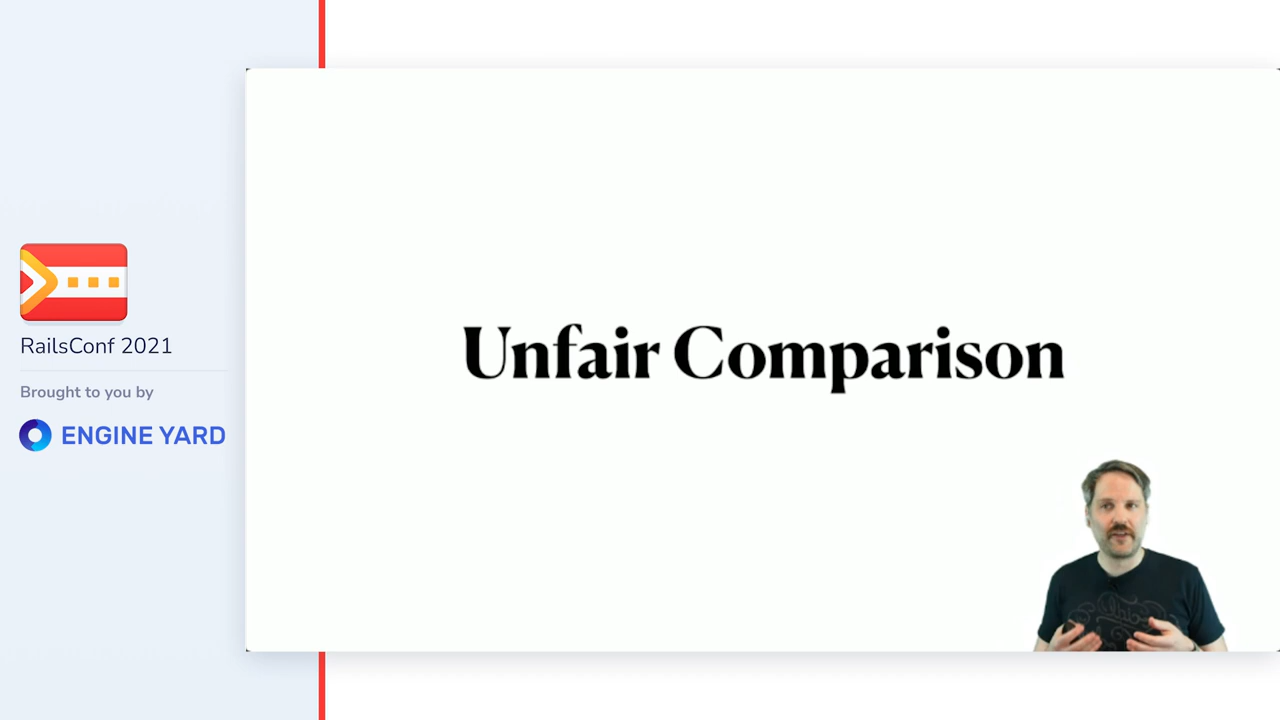 RailsConf 2021
Brought to you by
ENGINE YARD
Unfair Comparison